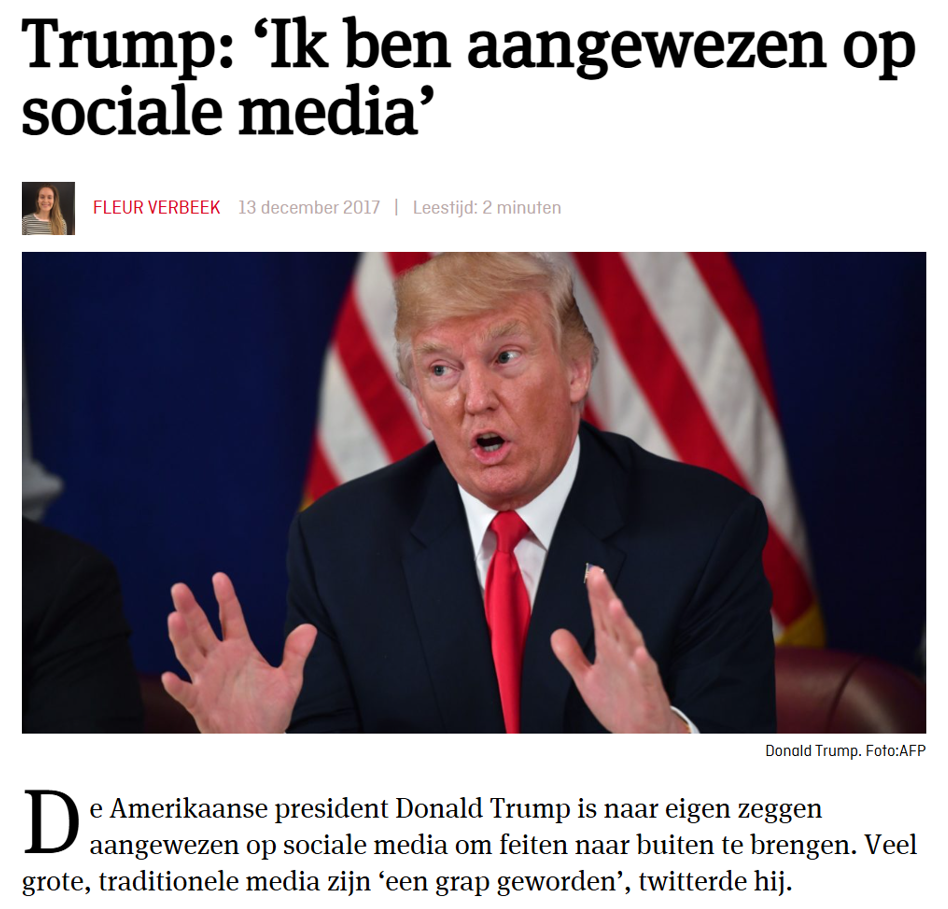 Trump: ‘Ik ben aangewezen op
sociale media’
FLEUR VERBEEK 13 december 2017 | Leestijd: 2 minuten
Donald Trump. Foto:AFP
De Amerikaanse president Donald Trump is naar eigen zeggen
aangewezen op sociale media om feiten naar buiten te brengen. Veel
grote, traditionele media zijn ‘een grap geworden’, twitterde hij.